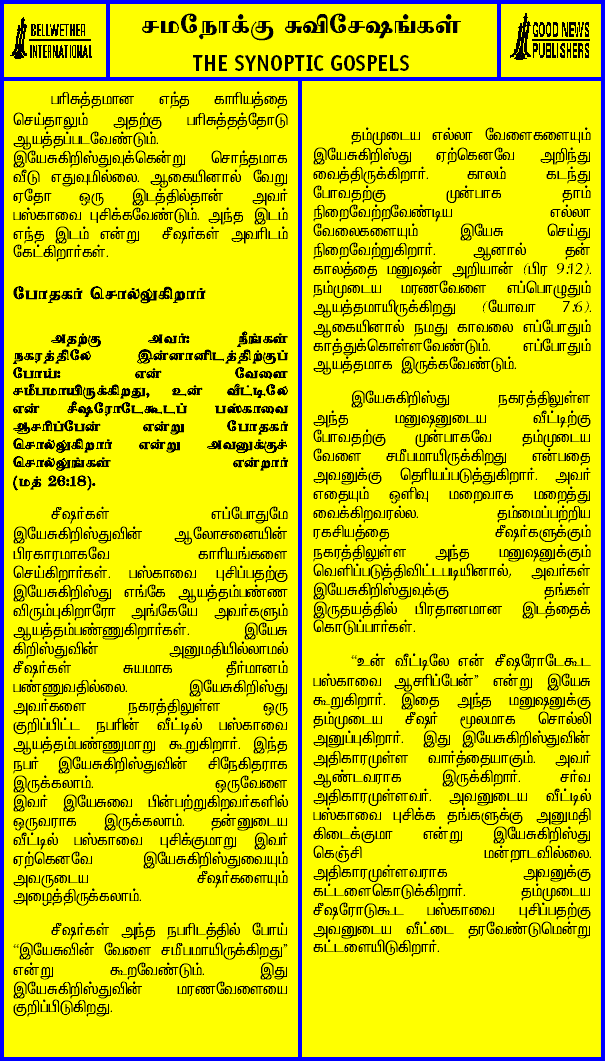 BELLWETHER
INTERNATIONAL
சமநோக்கு சுவிசேஷங்கள்
THE SYNOPTIC GOSPELS
GOOD NEWS
PUBLISHERS
பரிசுத்தமான எந்த காரியத்தை
செய்தாலும் அதற்கு பரிசுத்தத்தோடு
ஆயத்தப்படவேண்டும்.
இயேசுகிறிஸ்துவுக்கென்று சொந்தமாக
வீடு எதுவுமில்லை. ஆகையினால் வேறு
ஏதோ ஒரு இடத்தில்தான் அவர்
பஸ்காவை புசிக்கவேண்டும். அந்த இடம்
எந்த இடம் என்று சீஷர்கள் அவரிடம்
கேட்கிறார்கள்.
போதகர் சொல்லுகிறார்
அதற்கு அவர்: நீங்கள்
நகரத்திலே இன்னானிடத்திற்குப்
போய்: என் வேளை
சமீபமாயிருக்கிறது, உன் வீட்டிலே
என் சீஷரோடேகூடப் பஸ்காவை
ஆசரிப்பேன் என்று போதகர்
சொல்லுகிறார் என்று அவனுக்குச்
சொல்லுங்கள் என்றார்
(மத் 26:18).
சீஷர்கள் எப்போதுமே
இயேசுகிறிஸ்துவின் ஆலோசனையின்
பிரகாரமாகவே காரியங்களை
செய்கிறார்கள். பஸ்காவை புசிப்பதற்கு
இயேசுகிறிஸ்து எங்கே ஆயத்தம்பண்ண
விரும்புகிறாரோ அங்கேயே அவர்களும்
ஆயத்தம்பண்ணுகிறார்கள். இயேசு
கிறிஸ்துவின் அனுமதியில்லாமல்
சீஷர்கள் சுயமாக தீர்மானம்
பண்ணுவதில்லை. இயேசுகிறிஸ்து
அவர்களை நகரத்திலுள்ள ஒரு
குறிப்பிட்ட நபரின் வீட்டில் பஸ்காவை
ஆயத்தம்பண்ணுமாறு கூறுகிறார். இந்த
நபர் இயேசுகிறிஸ்துவின் சிநேகிதராக
இருக்கலாம். ஒருவேளை
இவர் இயேசுவை பின்பற்றுகிறவர்களில்
ஒருவராக இருக்கலாம். தன்னுடைய
வீட்டில் பஸ்காவை புசிக்குமாறு இவர்
ஏற்கெனவே இயேசுகிறிஸ்துவையும்
அவருடைய சீஷர்களையும்
அழைத்திருக்கலாம்.
சீஷர்கள் அந்த நபரிடத்தில் போய்
“இயேசுவின் வேளை சமீபமாயிருக்கிறது”
என்று கூறவேண்டும். இது
இயேசுகிறிஸ்துவின் மரணவேளையை
குறிப்பிடுகிறது.
தம்முடைய எல்லா வேளைகளையும்
இயேசுகிறிஸ்து ஏற்கெனவே அறிந்து
வைத்திருக்கிறார். காலம் கடந்து
போவதற்கு முன்பாக தாம்
நிறைவேற்றவேண்டிய எல்லா
வேலைகளையும் இயேசு செய்து
நிறைவேற்றுகிறார். ஆனால் தன்
காலத்தை மனுஷன் அறியான் (பிர 9:12).
நம்முடைய மரணவேளை எப்பொழுதும்
ஆயத்தமாயிருக்கிறது (யோவா 7:6).
ஆகையினால் நமது காவலை எப்போதும்
காத்துக்கொள்ளவேண்டும். எப்போதும்
ஆயத்தமாக இருக்கவேண்டும்.
இயேசுகிறிஸ்து நகரத்திலுள்ள
அந்த மனுஷனுடைய வீட்டிற்கு
போவதற்கு முன்பாகவே தம்முடைய
வேளை சமீபமாயிருக்கிறது என்பதை
அவனுக்கு தெரியப்படுத்துகிறார். அவர்
எதையும் ஒளிவு மறைவாக மறைத்து
வைக்கிறவரல்ல. தம்மைப்பற்றிய
ரகசியத்தை சீஷர்களுக்கும்
நகரத்திலுள்ள அந்த மனுஷனுக்கும்
வெளிப்படுத்திவிட்டபடியினால், அவர்கள்
இயேசுகிறிஸ்துவுக்கு தங்கள்
இருதயத்தில் பிரதானமான இடத்தைக்
கொடுப்பார்கள்.
“உன் வீட்டிலே என் சீஷரோடேகூட
பஸ்காவை ஆசரிப்பேன்” என்று இயேசு
கூறுகிறார். இதை அந்த மனுஷனுக்கு
தம்முடைய சீஷர் மூலமாக சொல்லி
அனுப்புகிறார். இது இயேசுகிறிஸ்துவின்
அதிகாரமுள்ள வார்த்தையாகும். அவர்
ஆண்டவராக இருக்கிறார். சர்வ
அதிகாரமுள்ளவர். அவனுடைய வீட்டில்
பஸ்காவை புசிக்க தங்களுக்கு அனுமதி
கிடைக்குமா என்று இயேசுகிறிஸ்து
கெஞ்சி மன்றாடவில்லை.
அதிகாரமுள்ளவராக அவனுக்கு
கட்டளைகொடுக்கிறார். தம்முடைய
சீஷரோடுகூட பஸ்காவை புசிப்பதற்கு
அவனுடைய வீட்டை தரவேண்டுமென்று
கட்டளையிடுகிறார்.